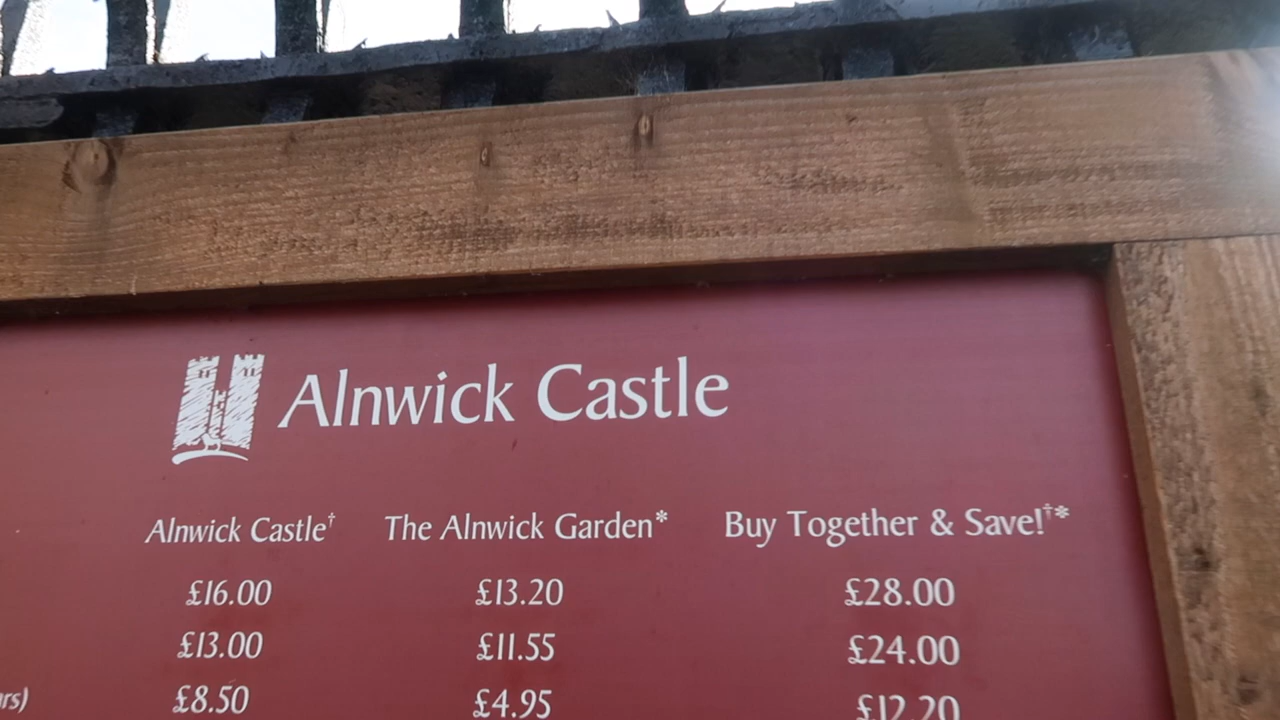 Alnwick Castle
Alnwick Castle† The Alnwick Garden* Buy Together & Save!†*
£16.00 £13.20 £28.00
£13.00 £11.55 £24.00
£8.50 £4.95 £12.20